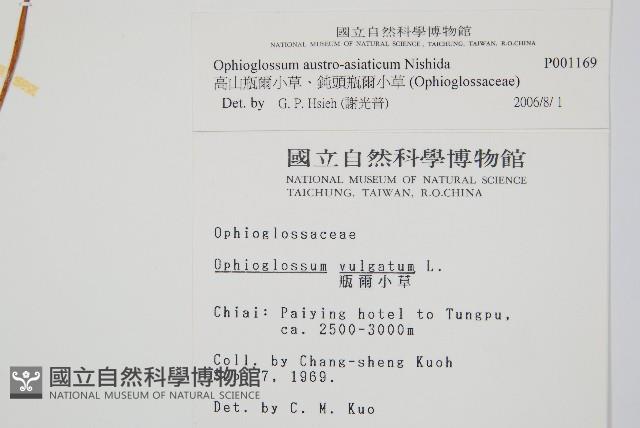 國立自然科學博物館
NATIONAL MUSEUM OF NATURAL SCIENCE, TAICHUNG, TAIWAN, R.O.CHINA
Ophioglossum austro-asiaticum Nishida P001169
高山瓶爾小草、鈍頭瓶爾小草 (Ophioglossaceae)
Det. by G. P. Hsieh (謝光普) 2006/8/1
國立自然科學博物館
NATIONAL MUSEUM OF NATURAL SCIENCE
TAICHUNG, TAIWAN, R.O.CHINA
Ophioglossaceae
Ophioglossum vulgatum L.
瓶爾小草
Chiai: Paiying hotel to Tungpu,
ca. 2500-3000m
Coll. by Chang-sheng Kuoh
7, 1969.
Det. by C. M. Kuo
國立自然科學博物館
NATIONAL MUSEUM OF NATURAL SCIENCE